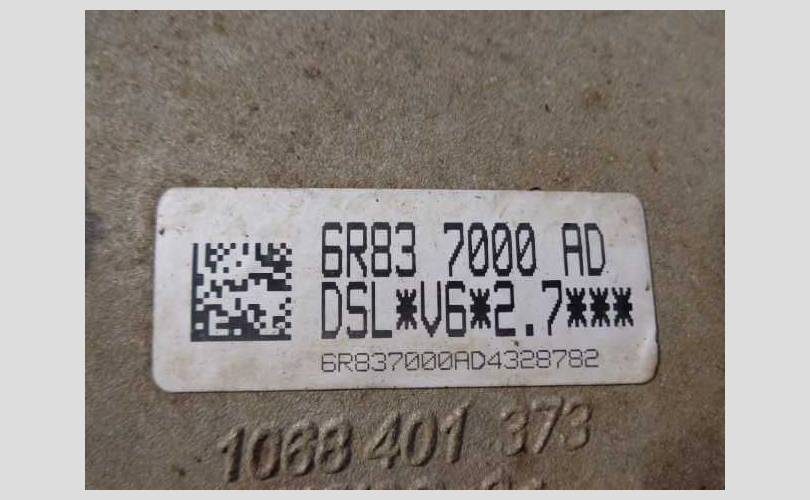 6R83 7000 AD
DSL*V6*2.7***
6R837000AD4328782
1068 401 373